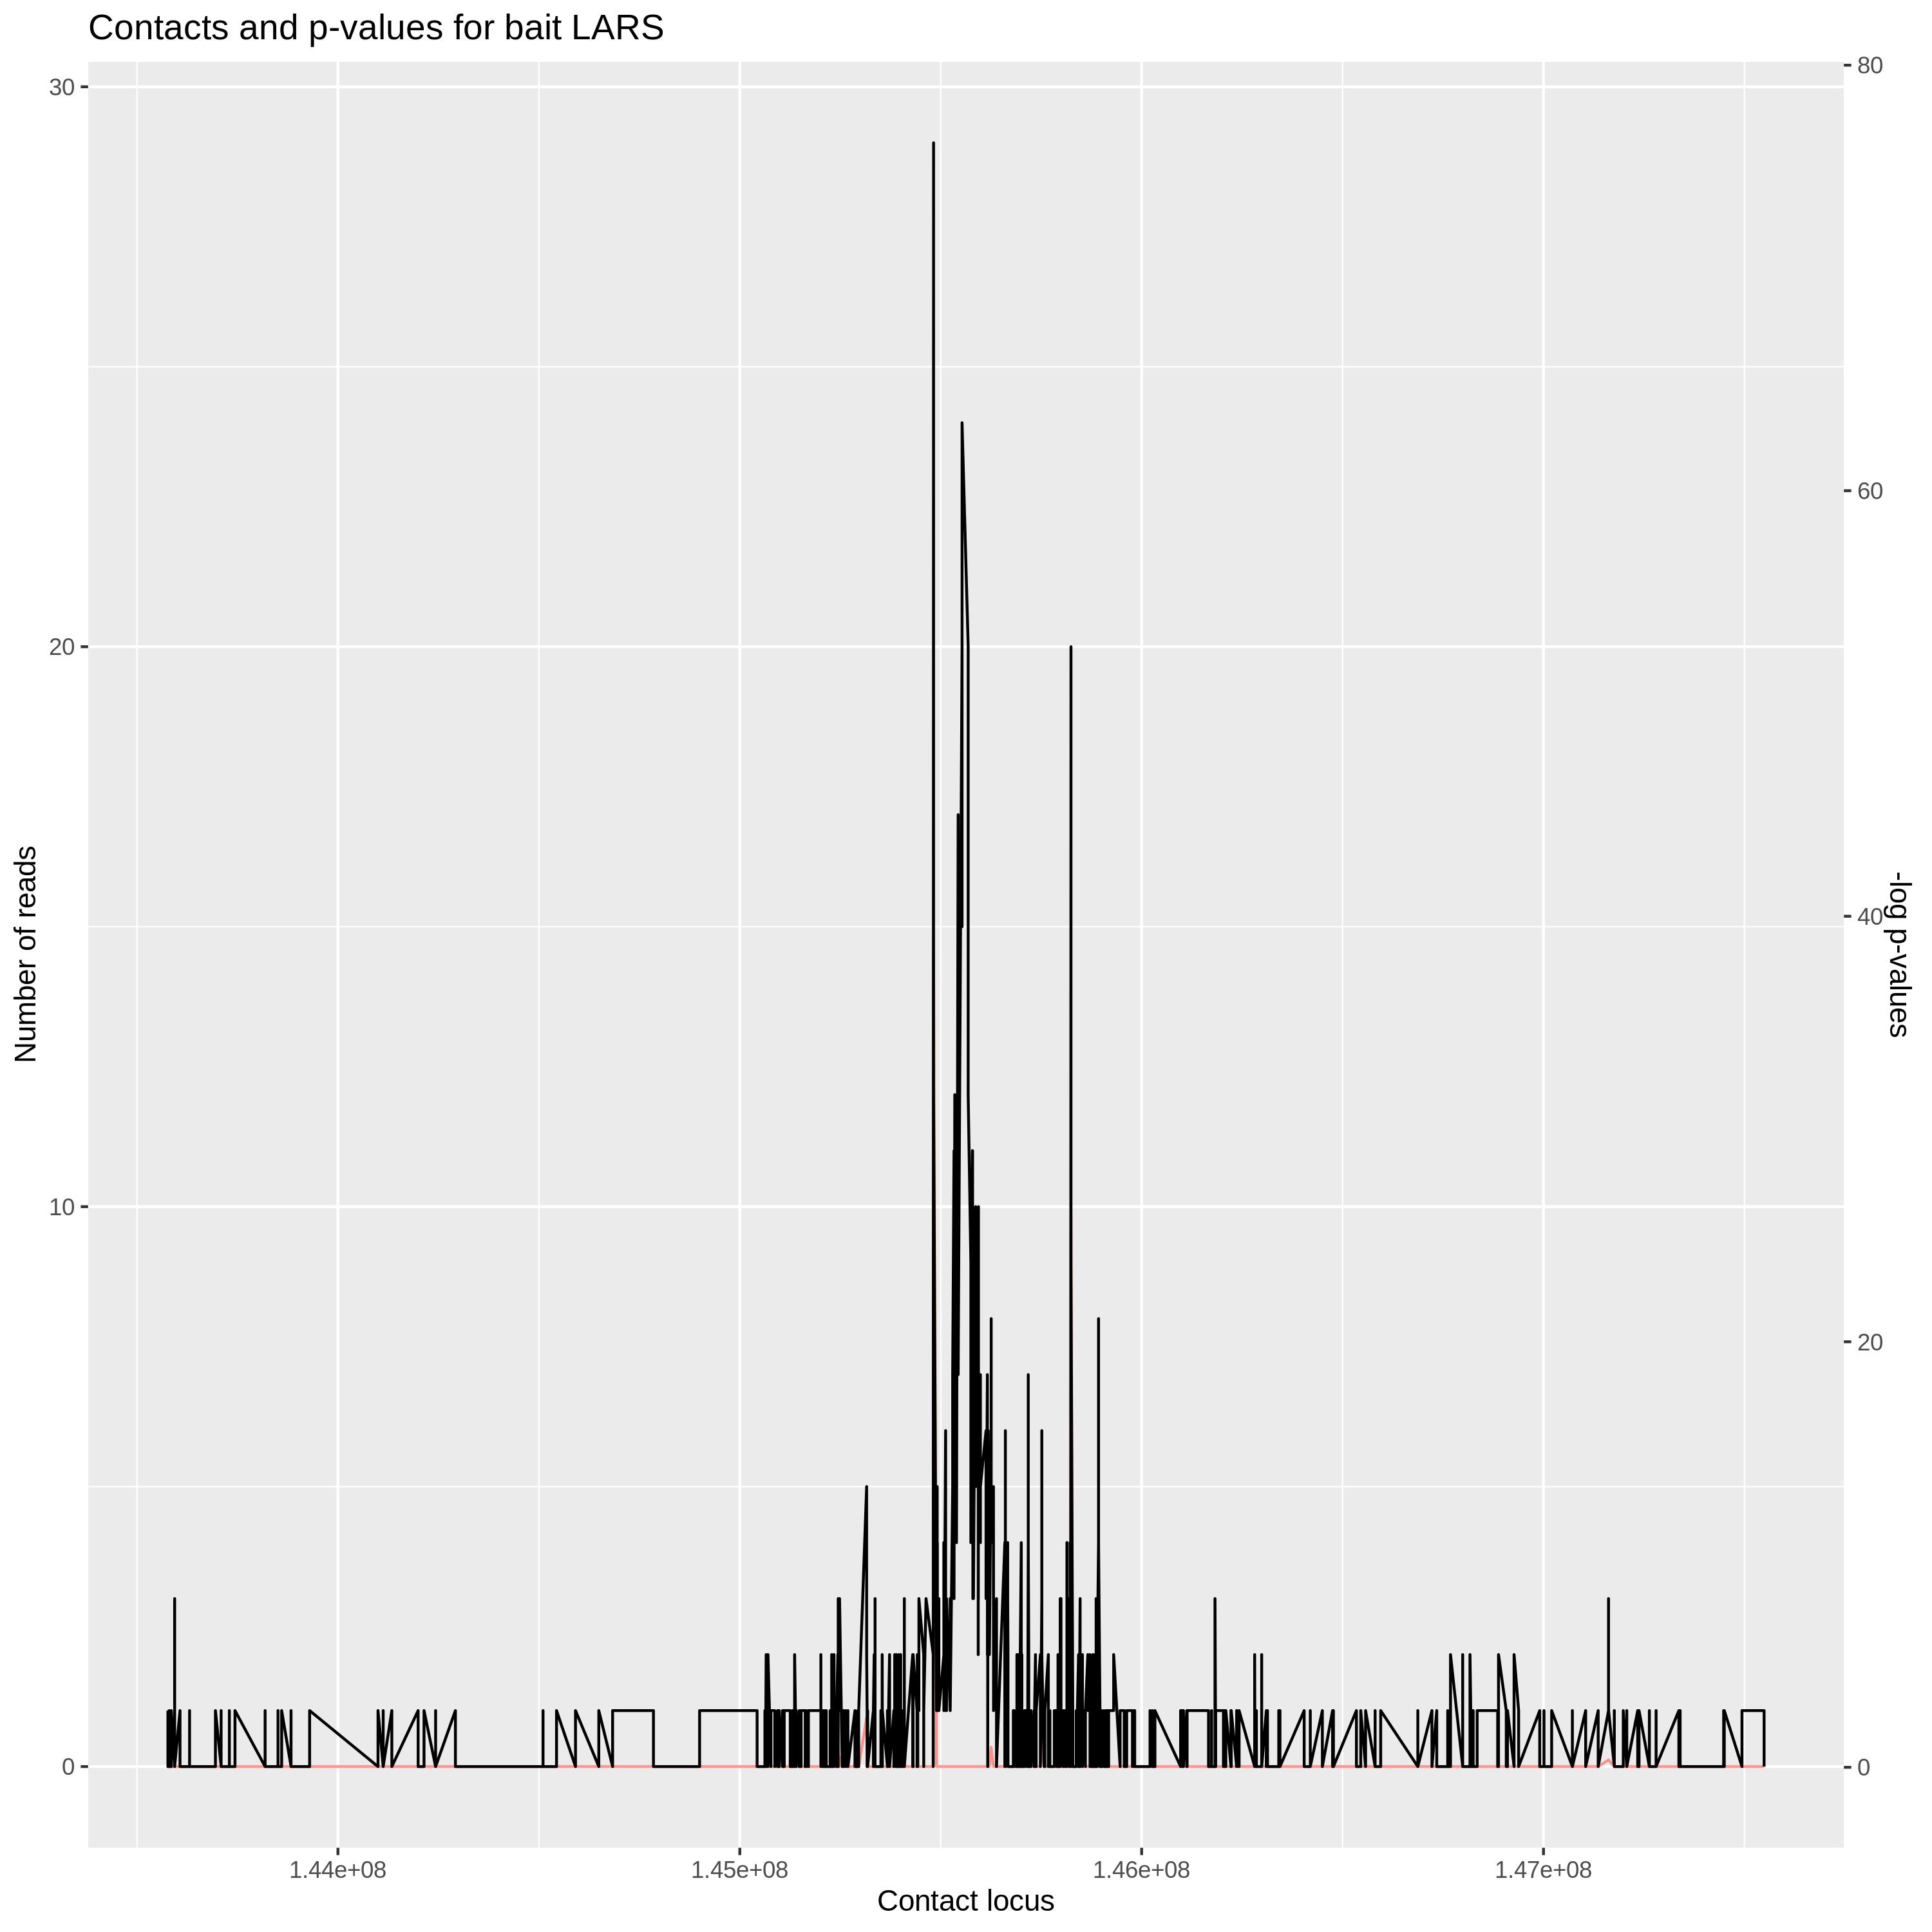 Contacts and p-values for bait LARS
30
20
10
0
Number of reads
80
60
40
20
0
-log p-values
1.44e+08
1.45e+08
1.46e+08
1.47e+08
Contact locus